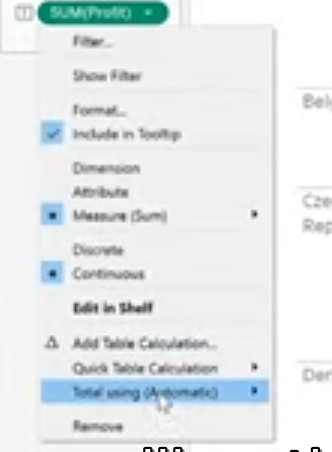 SUM(Profit)
Filter...
Show Filter
Format...
Include in Tooltip
Dimension
Attribute
Measure (Sum)
Discrete
Continuous
Edit in Shelf
Δ Add Table Calculation...
Quick Table Calculation
Total using (Automatic)
Remove
Belg
Cze
Rep
Den